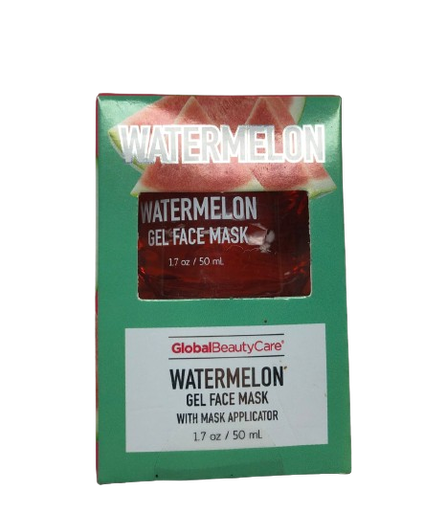 WATERMELON
WATERMELON
GEL FACE MASK
1.7 oz / 50 mL
GlobalBeautyCare®
WATERMELON
GEL FACE MASK
WITH MASK APPLICATOR
1.7 oz / 50 mL